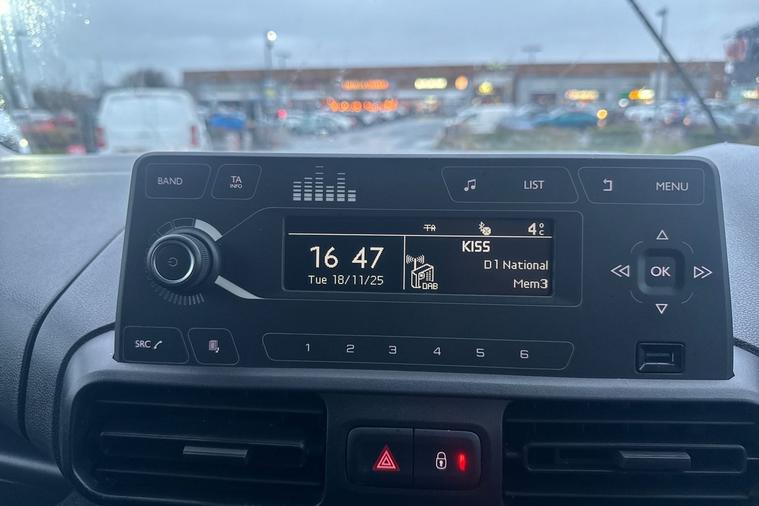 BAND
TA
INFO
LIST
MENU
TA
4°C
16 47
KISS
D1 National
Tue 18/11/25
DAB
Mem3
OK
SRC
1 2 3 4 5 6